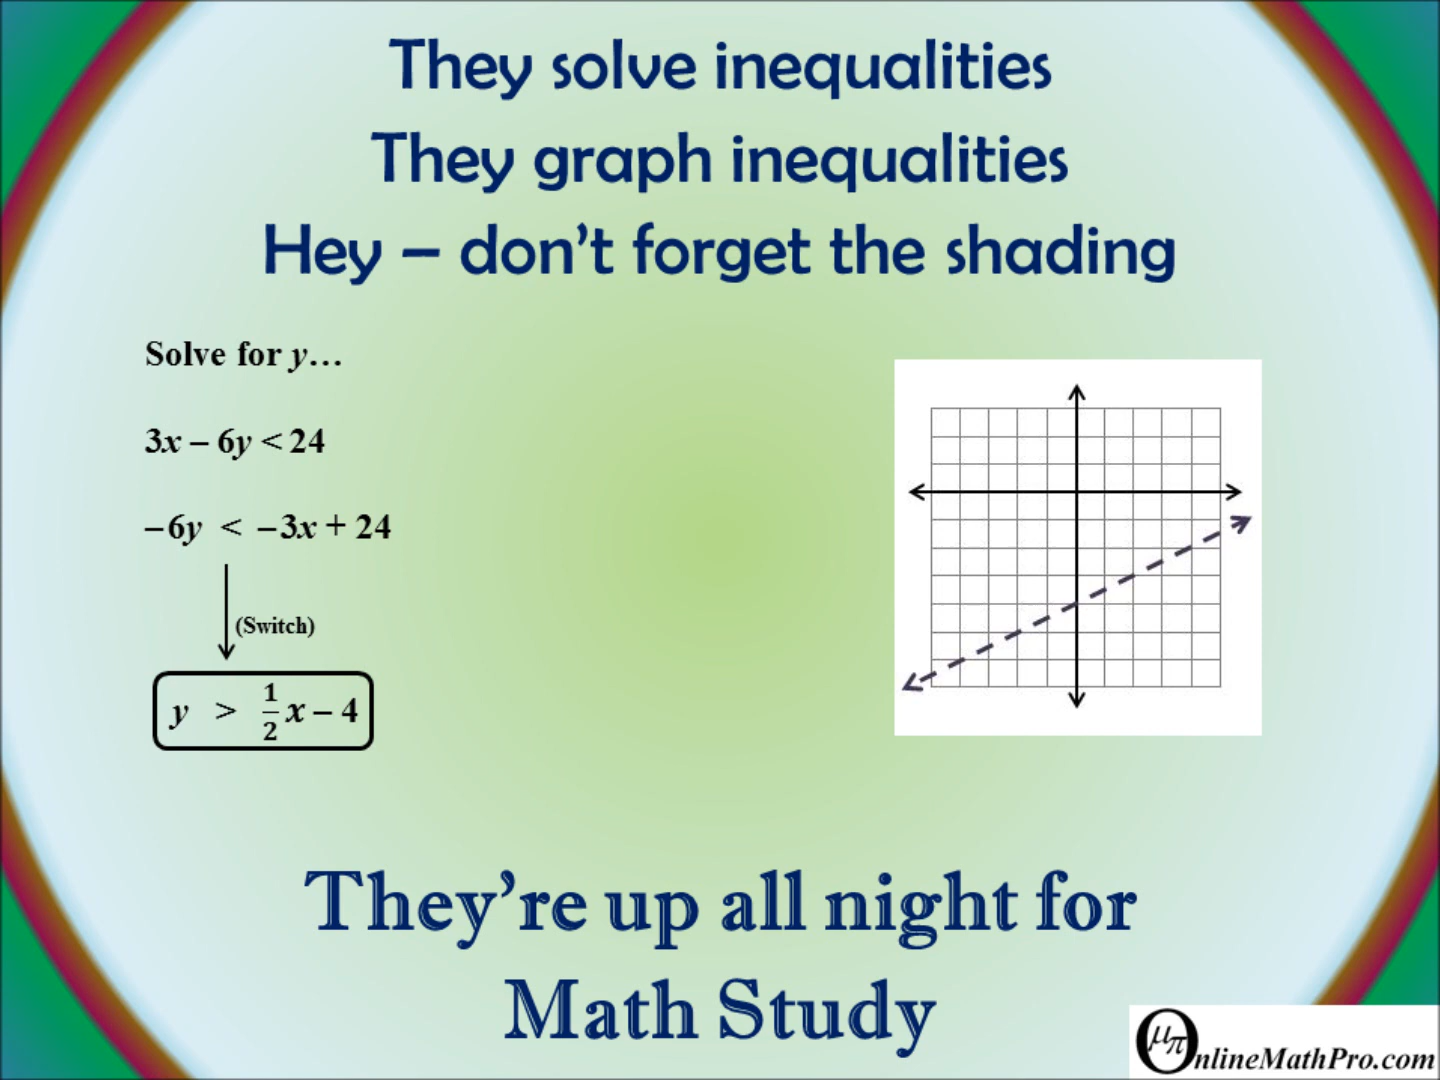 They solve inequalities
They graph inequalities
Hey – don't forget the shading
Solve for y…
3x – 6y < 24
–6y < –3x + 24
(Switch)
y > 1/2 x – 4
They're up all night for
Math Study
OnlineMathPro.com
μπ